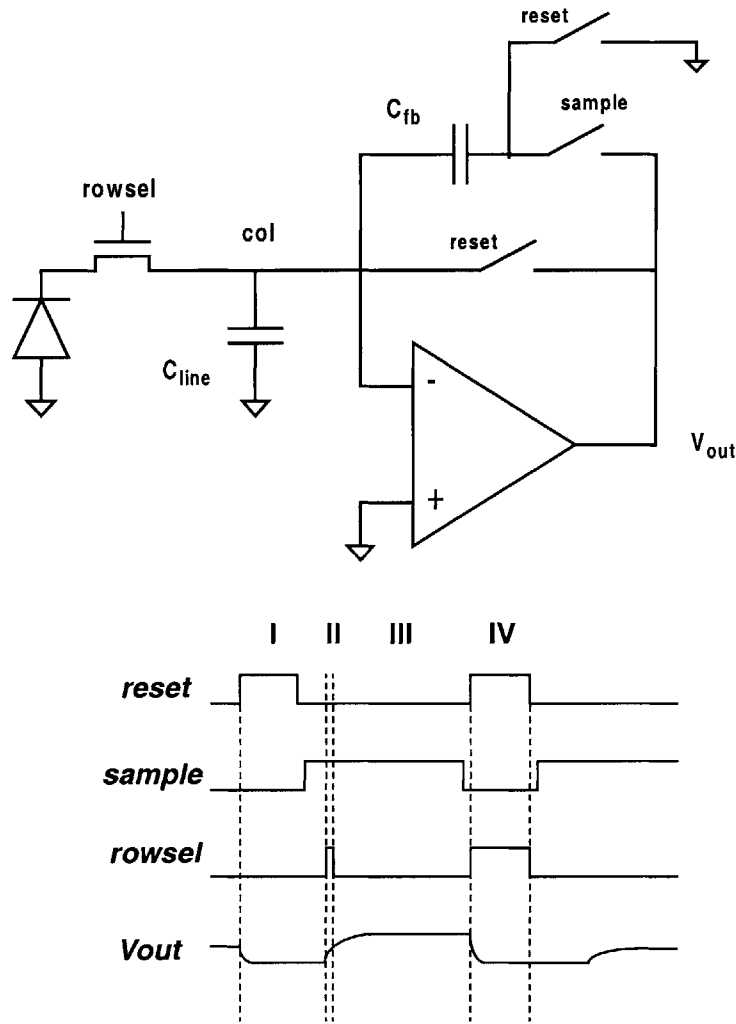 reset
sample
C_fb
rowsel
col
reset
C_line
-
+
V_out
I II III IV
reset
sample
rowsel
Vout